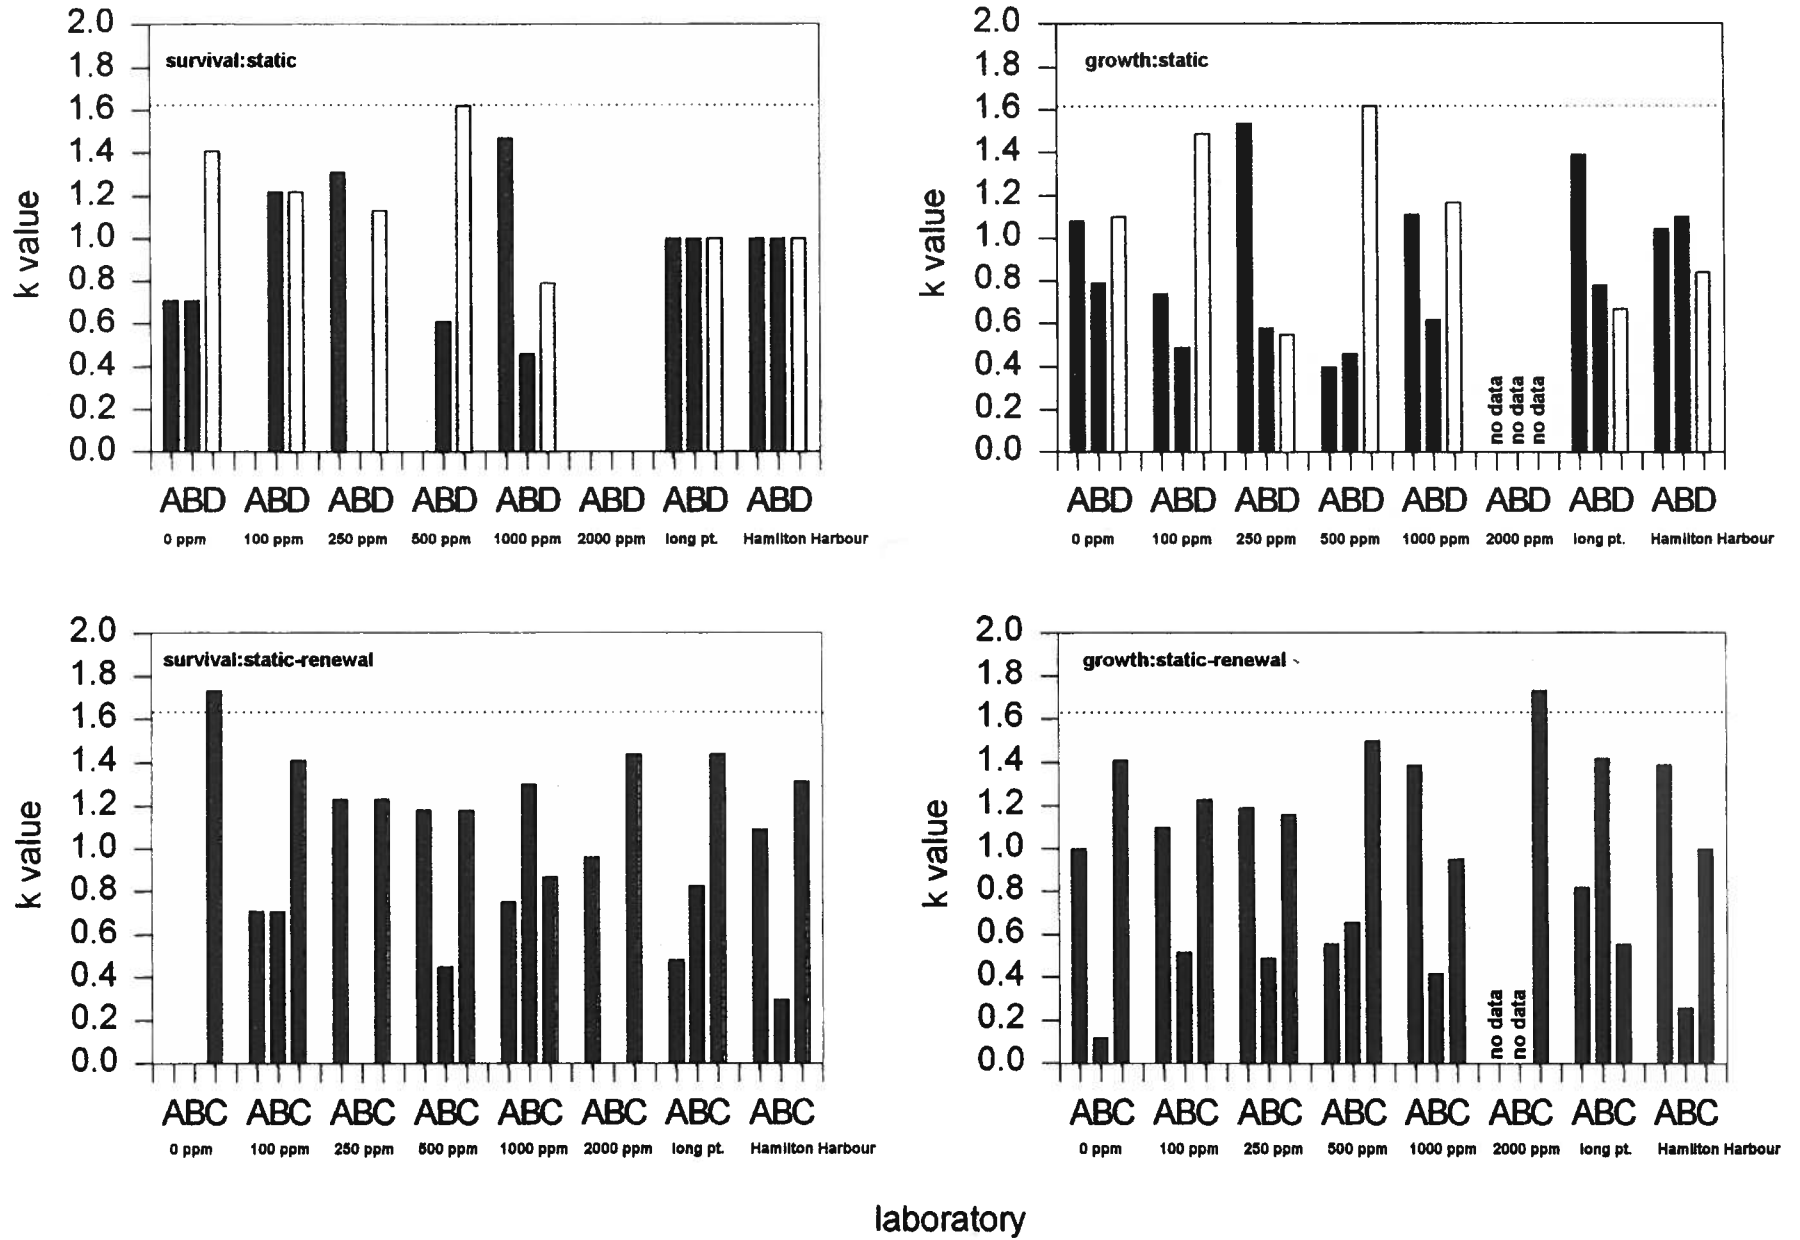 survival:static
2.0
1.8
1.6
1.4
1.2
1.0
0.8
0.6
0.4
0.2
0.0
k value
ABD ABD ABD ABD ABD ABD ABD ABD
0 ppm 100 ppm 250 ppm 500 ppm 1000 ppm 2000 ppm long pt. Hamilton Harbour
growth:static
2.0
1.8
1.6
1.4
1.2
1.0
0.8
0.6
0.4
0.2
0.0
k value
no data
no data
no data
ABD ABD ABD ABD ABD ABD ABD ABD
0 ppm 100 ppm 250 ppm 500 ppm 1000 ppm 2000 ppm long pt. Hamilton Harbour
survival:static-renewal
2.0
1.8
1.6
1.4
1.2
1.0
0.8
0.6
0.4
0.2
0.0
k value
ABC ABC ABC ABC ABC ABC ABC ABC
0 ppm 100 ppm 250 ppm 500 ppm 1000 ppm 2000 ppm long pt. Hamilton Harbour
growth:static-renewal
2.0
1.8
1.6
1.4
1.2
1.0
0.8
0.6
0.4
0.2
0.0
k value
no data
no data
ABC ABC ABC ABC ABC ABC ABC ABC
0 ppm 100 ppm 250 ppm 500 ppm 1000 ppm 2000 ppm long pt. Hamilton Harbour
laboratory